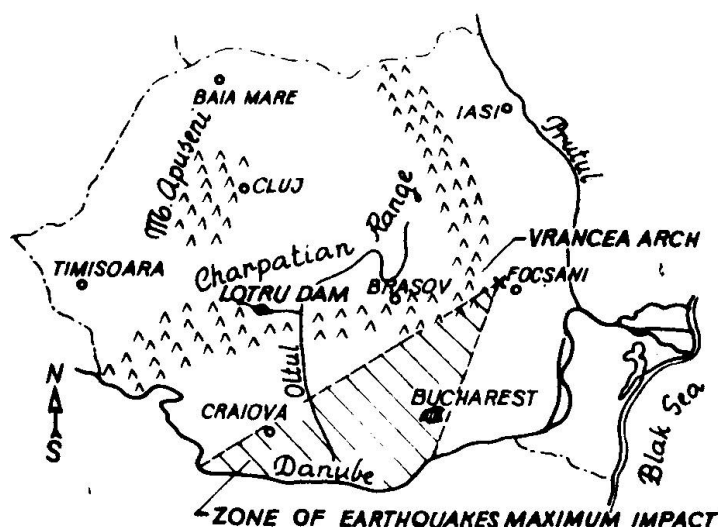 BAIA MARE
IASI
Prutul
Mţ Apuseni
CLUJ
Charpatian Range
VRANCEA ARCH
TIMISOARA
FOCSANI
BRASOV
LOTRU DAM
Oltul
N
S
CRAIOVA
BUCHAREST
Danube
Blak Sea
ZONE OF EARTHQUAKES MAXIMUM IMPACT